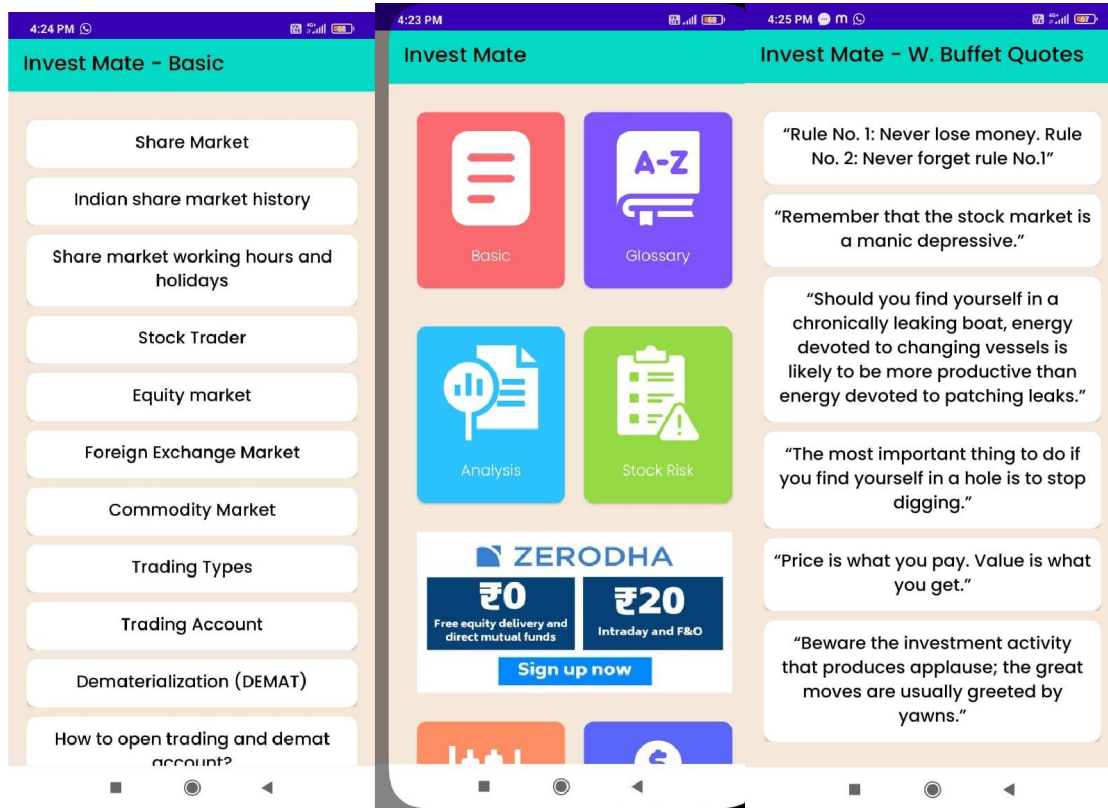 4:24 PM
4G+
68
Invest Mate - Basic
Share Market
Indian share market history
Share market working hours and
holidays
Stock Trader
Equity market
Foreign Exchange Market
Commodity Market
Trading Types
Trading Account
Dematerialization (DEMAT)
How to open trading and demat
account?
4:23 PM
68
Invest Mate
Basic
A-Z
Glossary
Analysis
Stock Risk
ZERODHA
₹0
Free equity delivery and
direct mutual funds
₹20
Intraday and F&O
Sign up now
$
4:25 PM
4G+
67
Invest Mate - W. Buffet Quotes
“Rule No. 1: Never lose money. Rule
No. 2: Never forget rule No.1”
“Remember that the stock market is
a manic depressive.”
“Should you find yourself in a
chronically leaking boat, energy
devoted to changing vessels is
likely to be more productive than
energy devoted to patching leaks.”
“The most important thing to do if
you find yourself in a hole is to stop
digging.”
“Price is what you pay. Value is what
you get.”
“Beware the investment activity
that produces applause; the great
moves are usually greeted by
yawns.”